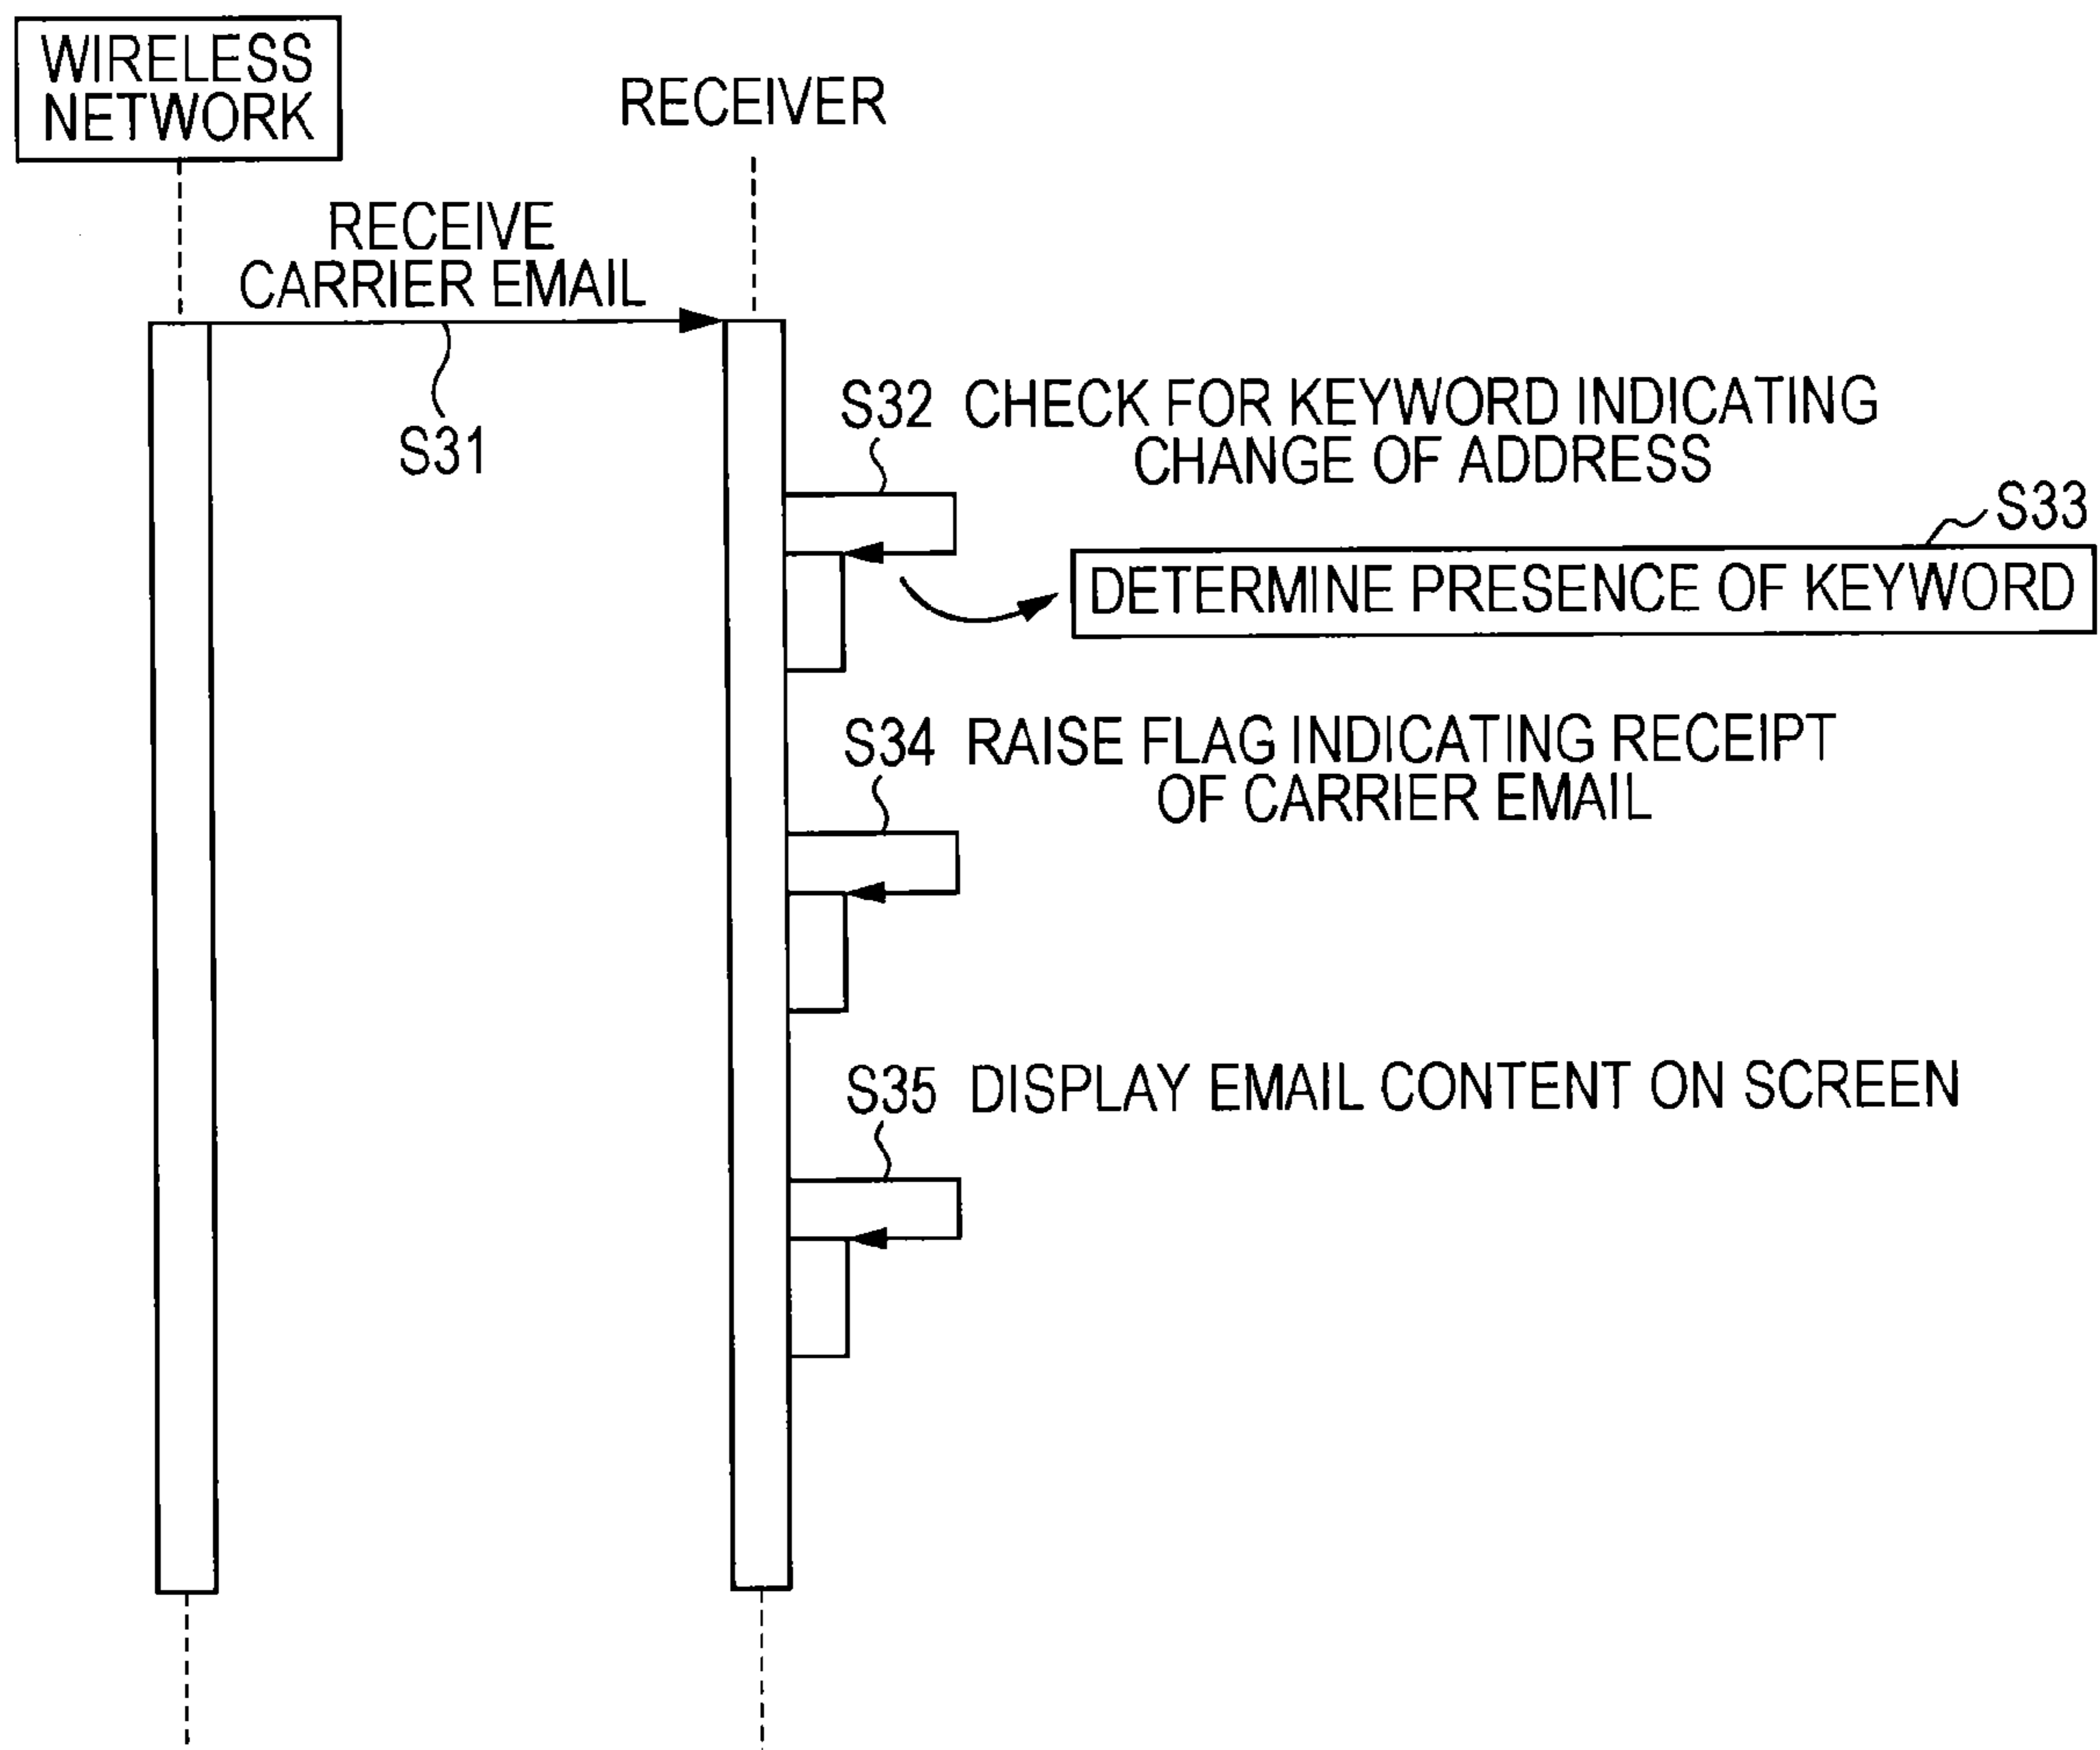 WIRELESS
NETWORK
RECEIVER
RECEIVE
CARRIER EMAIL
S31
S32 CHECK FOR KEYWORD INDICATING
CHANGE OF ADDRESS
S33
DETERMINE PRESENCE OF KEYWORD
S34 RAISE FLAG INDICATING RECEIPT
OF CARRIER EMAIL
S35 DISPLAY EMAIL CONTENT ON SCREEN